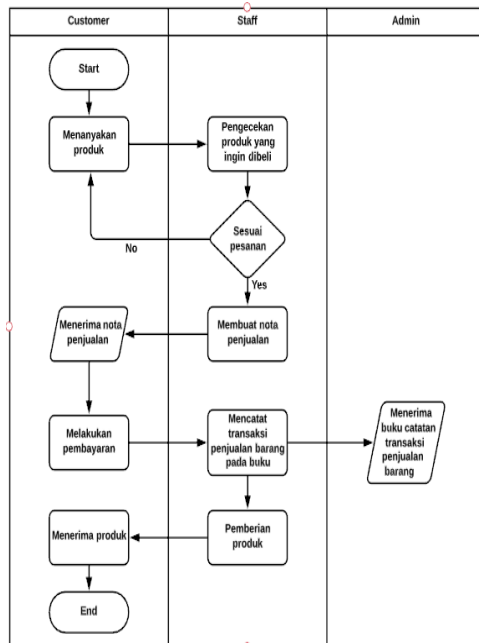 Customer
Staff
Admin
Start
Menanyakan
produk
Pengecekan
produk yang
ingin dibeli
Sesuai
pesanan
No
Yes
Menerima nota
penjualan
Membuat nota
penjualan
Melakukan
pembayaran
Mencatat
transaksi
penjualan barang
pada buku
Menerima
buku catatan
transaksi
penjualan
barang
Menerima produk
Pemberian
produk
End